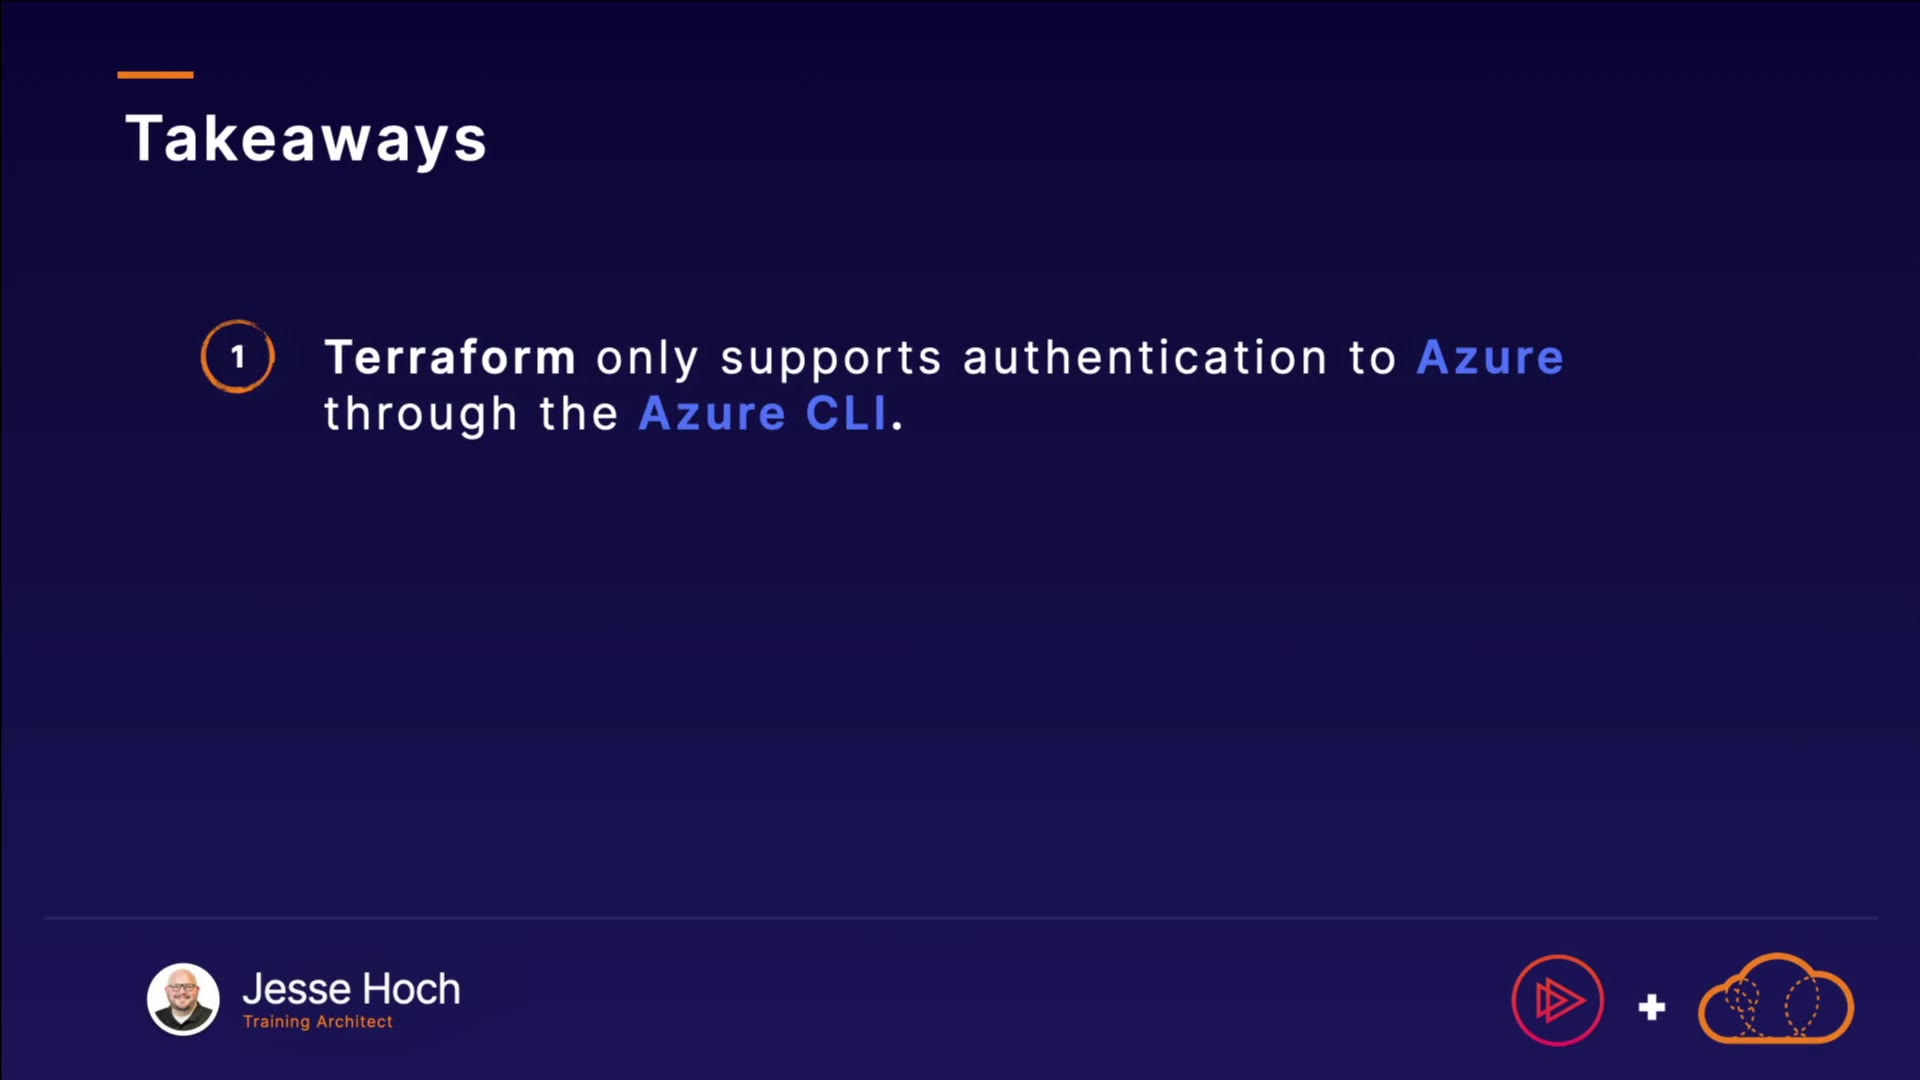 Takeaways
1
Terraform only supports authentication to Azure
through the Azure CLI.
Jesse Hoch
Training Architect